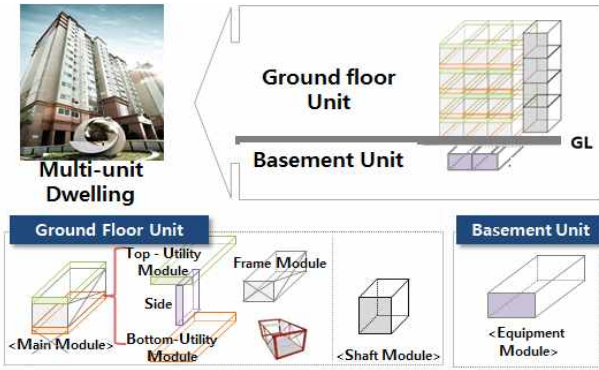 Ground floor
Unit
GL
Basement Unit
Multi-unit
Dwelling
Ground Floor Unit
Basement Unit
Top - Utility
Module
Frame Module
Side
<Main Module>
Bottom-Utility
Module
<Shaft Module>
<Equipment
Module>